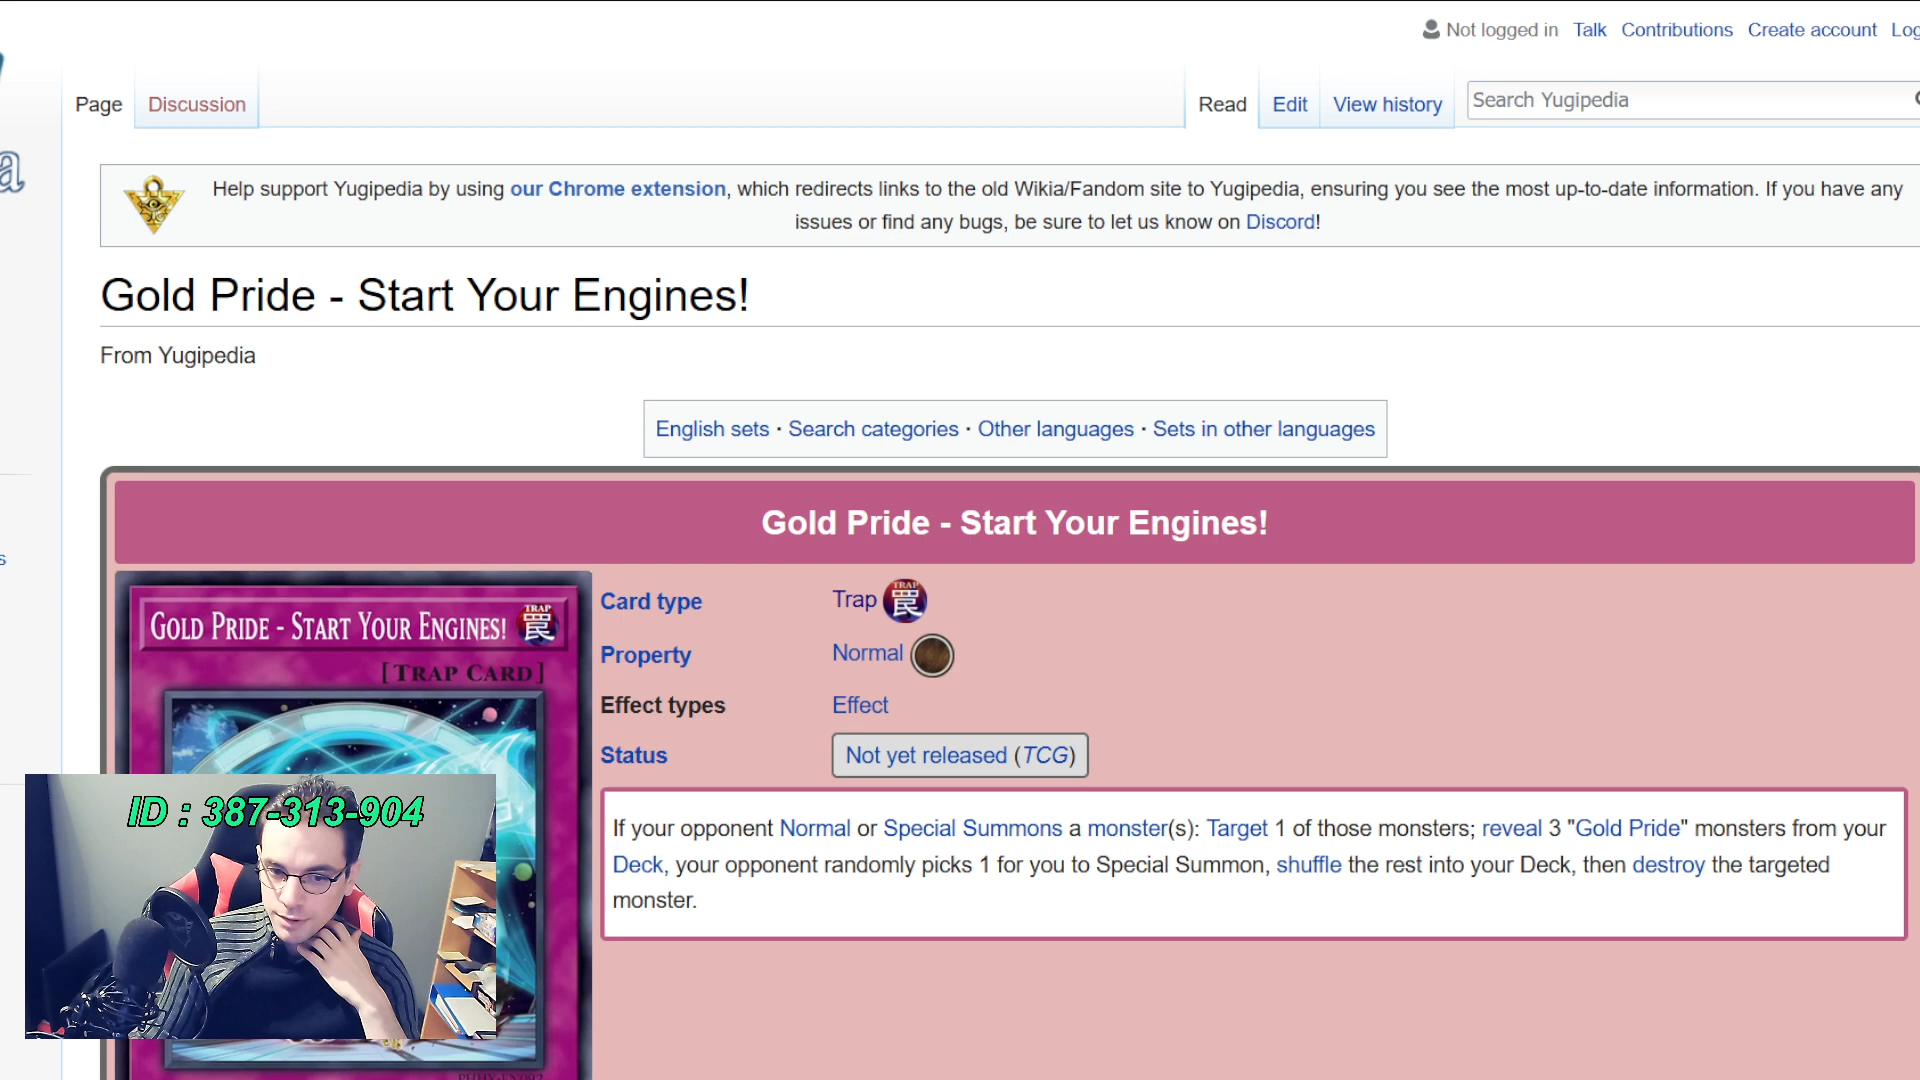 Not logged in Talk Contributions Create account Log
a
Page Discussion Read Edit View history Search Yugipedia
Help support Yugipedia by using our Chrome extension, which redirects links to the old Wikia/Fandom site to Yugipedia, ensuring you see the most up-to-date information. If you have any
issues or find any bugs, be sure to let us know on Discord!
Gold Pride - Start Your Engines!
From Yugipedia
English sets · Search categories · Other languages · Sets in other languages
s
Gold Pride - Start Your Engines!
GOLD PRIDE - START YOUR ENGINES! TRAP 罠
[TRAP CARD]
Card type Trap TRAP 罠
Property Normal
Effect types Effect
Status Not yet released (TCG)
If your opponent Normal or Special Summons a monster(s): Target 1 of those monsters; reveal 3 "Gold Pride" monsters from your
Deck, your opponent randomly picks 1 for you to Special Summon, shuffle the rest into your Deck, then destroy the targeted
monster.
ID : 387-313-904